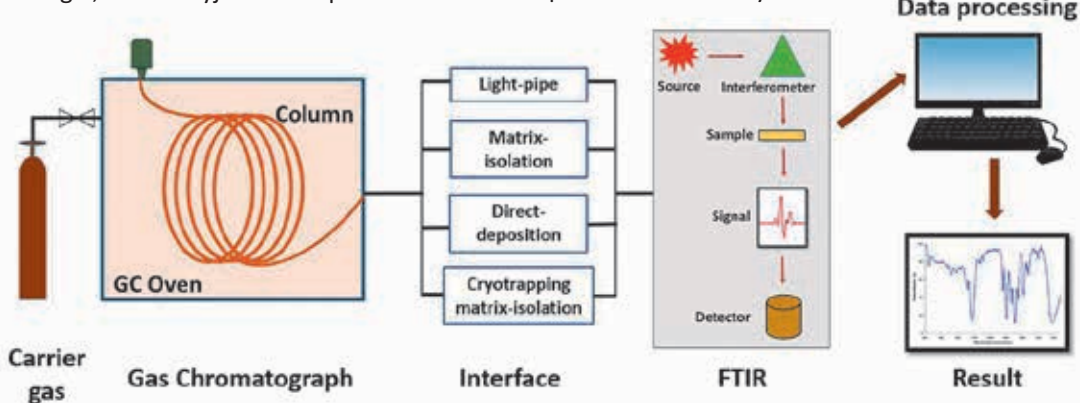 Data processing
Column
GC Oven
Light-pipe
Matrix-
isolation
Direct-
deposition
Cryotrapping
matrix-isolation
Source
Interferometer
Sample
Signal
Detector
Carrier
gas
Gas Chromatograph
Interface
FTIR
Result